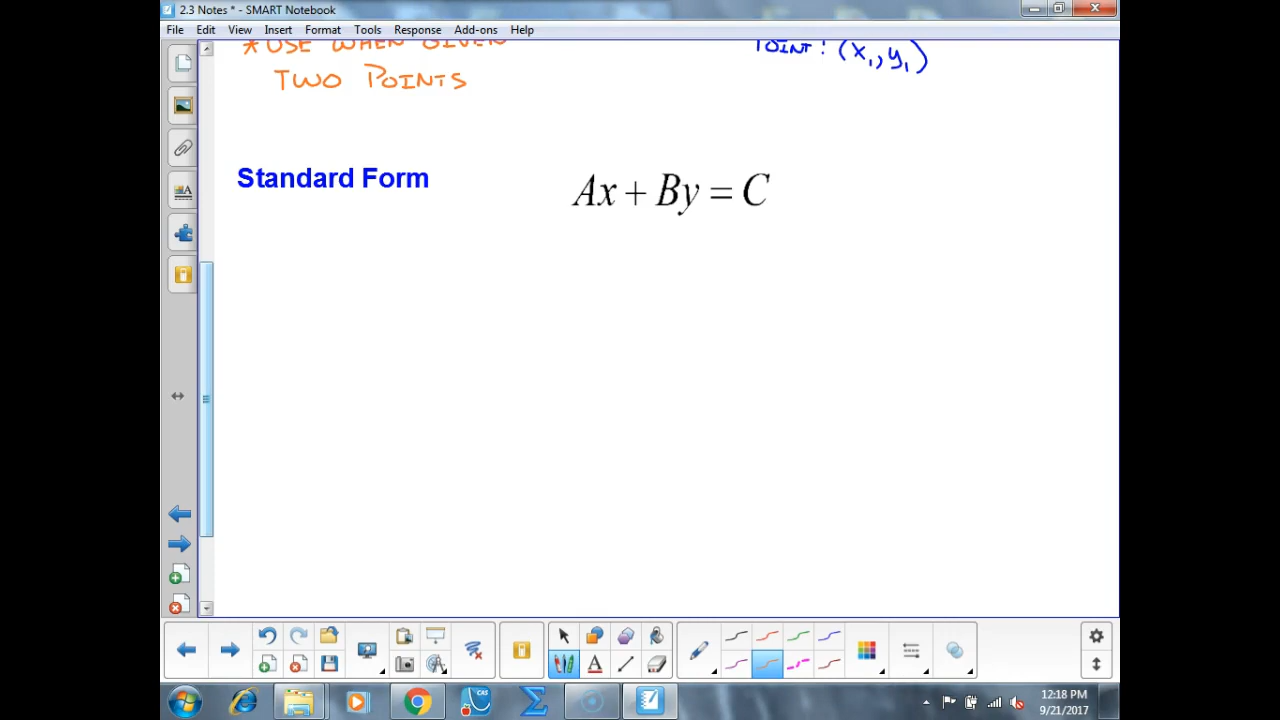 2.3 Notes * - SMART Notebook
File Edit View Insert Format Tools Response Add-ons Help
*USE WHEN GIVEN
TWO POINTS
POINT: (x₁, y₁)
Standard Form
Ax + By = C
CAS
12:18 PM
9/21/2017